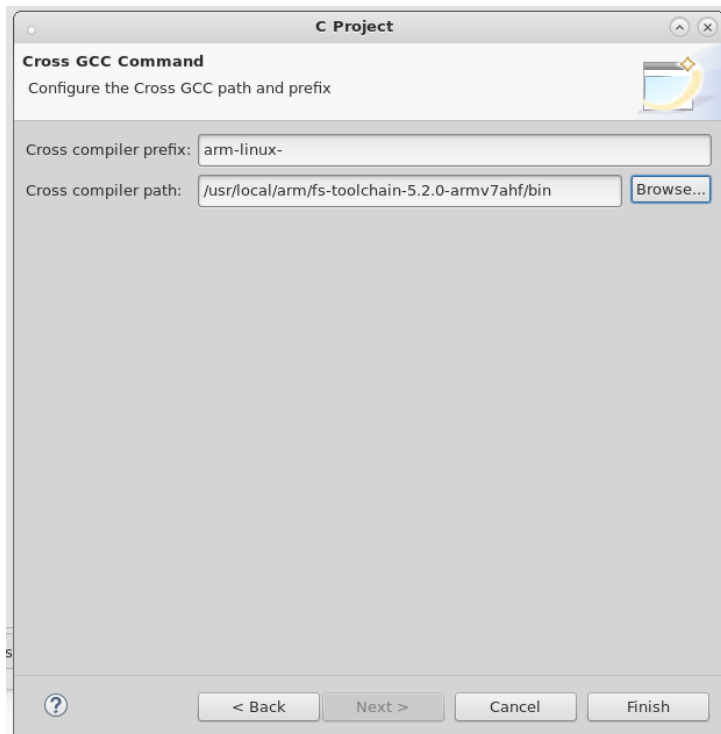 C Project
Cross GCC Command
Configure the Cross GCC path and prefix
Cross compiler prefix: arm-linux-
Cross compiler path: /usr/local/arm/fs-toolchain-5.2.0-armv7ahf/bin Browse...
s
? < Back Next > Cancel Finish